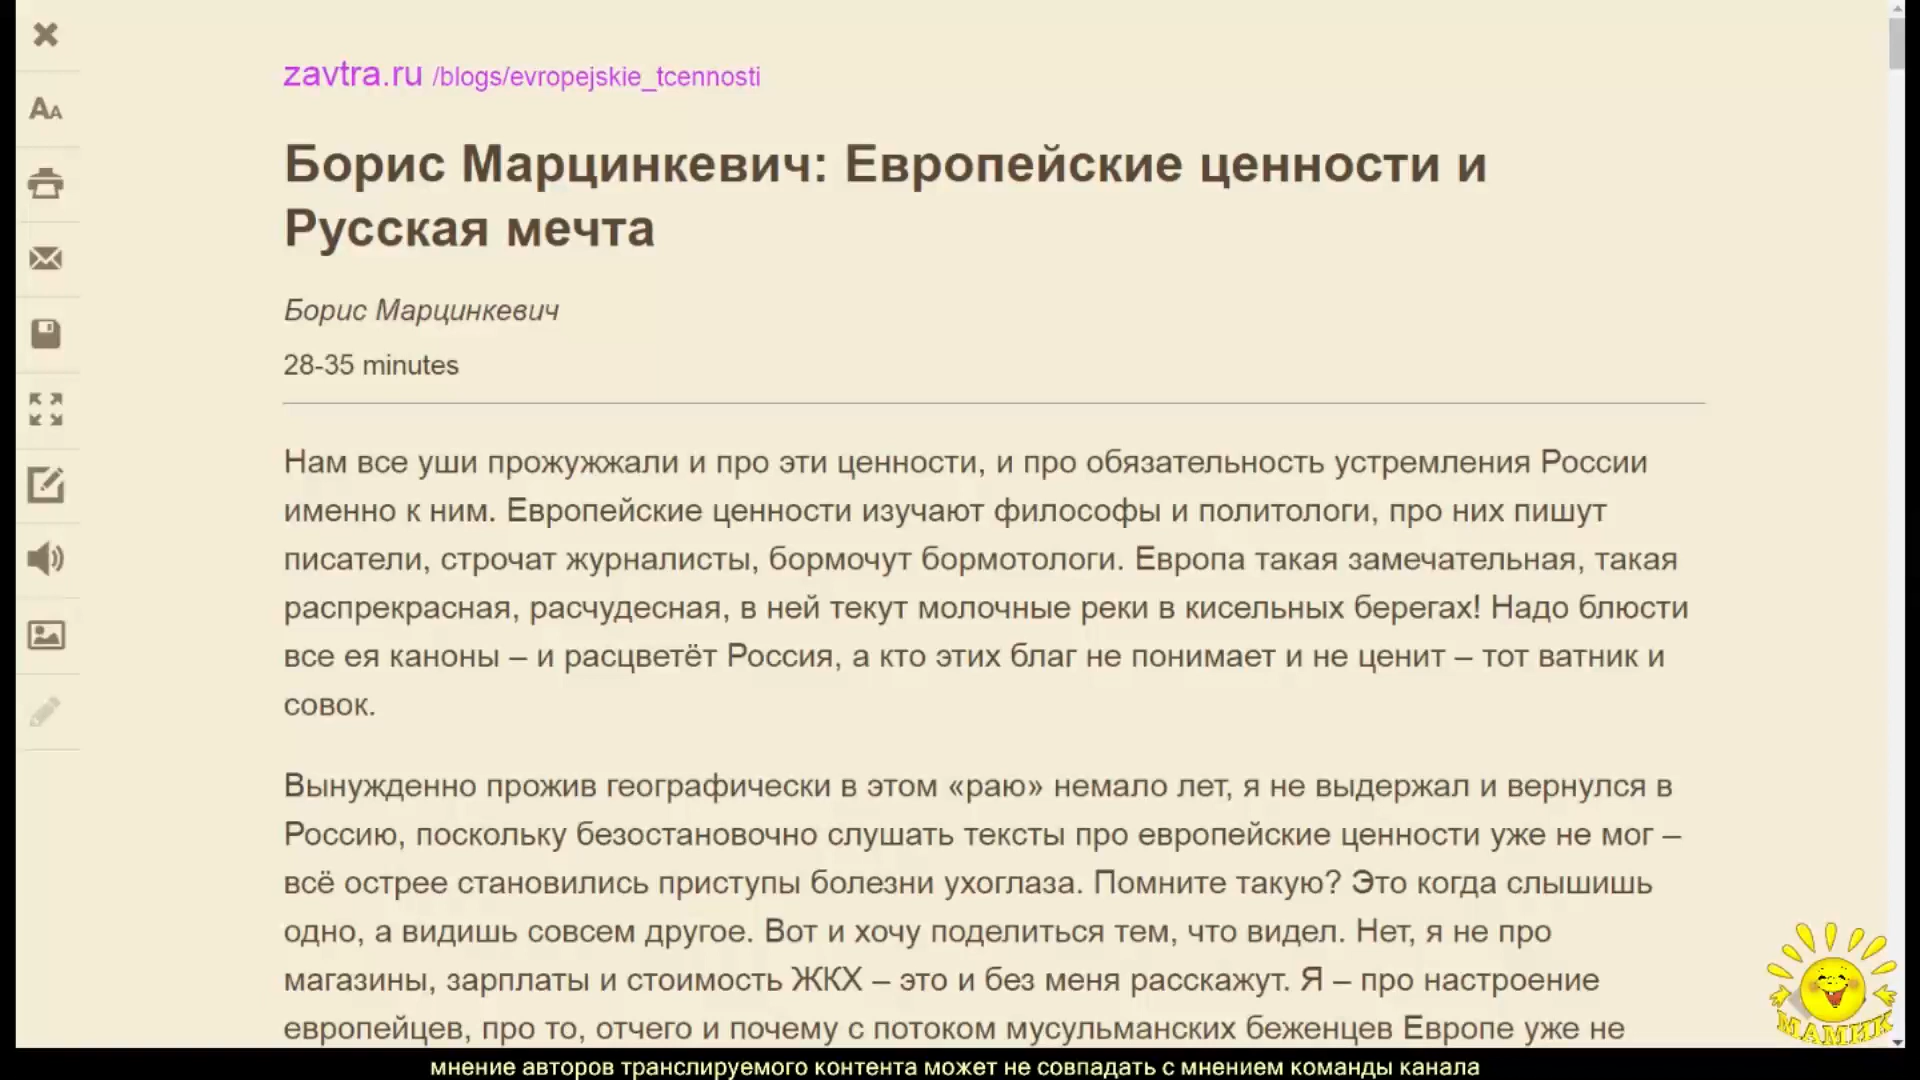 zavtra.ru /blogs/evropejskie_tcennosti
Борис Марцинкевич: Европейские ценности и
Русская мечта
Борис Марцинкевич
28-35 minutes
Нам все уши прожужжали и про эти ценности, и про обязательность устремления России
именно к ним. Европейские ценности изучают философы и политологи, про них пишут
писатели, строчат журналисты, бормочут бормотологи. Европа такая замечательная, такая
распрекрасная, расчудесная, в ней текут молочные реки в кисельных берегах! Надо блюсти
все ея каноны – и расцветёт Россия, а кто этих благ не понимает и не ценит – тот ватник и
совок.
Вынужденно прожив географически в этом «раю» немало лет, я не выдержал и вернулся в
Россию, поскольку безостановочно слушать тексты про европейские ценности уже не мог –
всё острее становились приступы болезни ухоглаза. Помните такую? Это когда слышишь
одно, а видишь совсем другое. Вот и хочу поделиться тем, что видел. Нет, я не про
магазины, зарплаты и стоимость ЖКХ – это и без меня расскажут. Я – про настроение
европейцев, про то, отчего и почему с потоком мусульманских беженцев Европе уже не
МАМИК
мнение авторов транслируемого контента может не совпадать с мнением команды канала